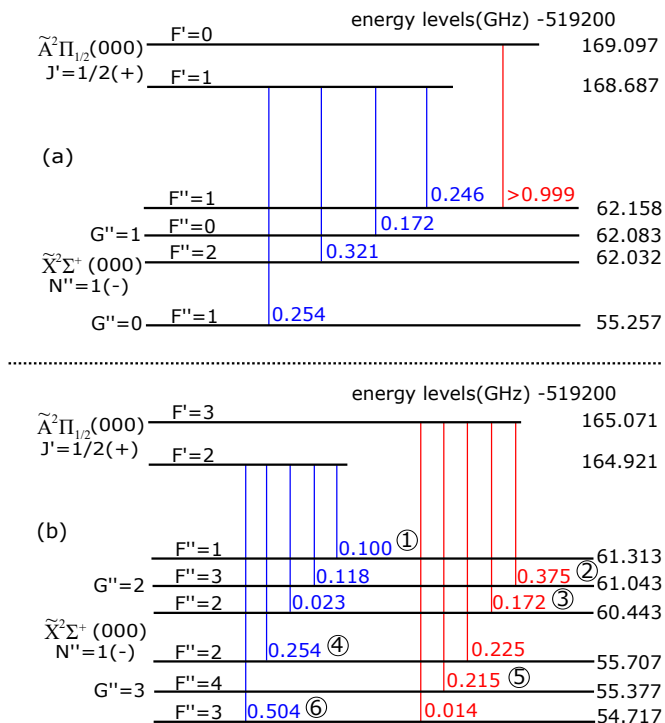 energy levels(GHz) -519200
F'=0
169.097
Ã²Π₁/₂(000)
J'=1/2(+)
F'=1
168.687
(a)
F''=1
0.246
>0.999
62.158
G''=1
F''=0
0.172
62.083
X̃²Σ⁺(000)
F''=2
0.321
62.032
N''=1(-)
G''=0
F''=1
0.254
55.257
energy levels(GHz) -519200
F'=3
165.071
Ã²Π₁/₂(000)
J'=1/2(+)
F'=2
164.921
(b)
F''=1
0.100 ①
61.313
G''=2
F''=3
0.118
0.375 ②
61.043
F''=2
0.023
0.172 ③
60.443
X̃²Σ⁺(000)
N''=1(-)
F''=2
0.254 ④
0.225
55.707
G''=3
F''=4
0.215 ⑤
55.377
F''=3
0.504 ⑥
0.014
54.717